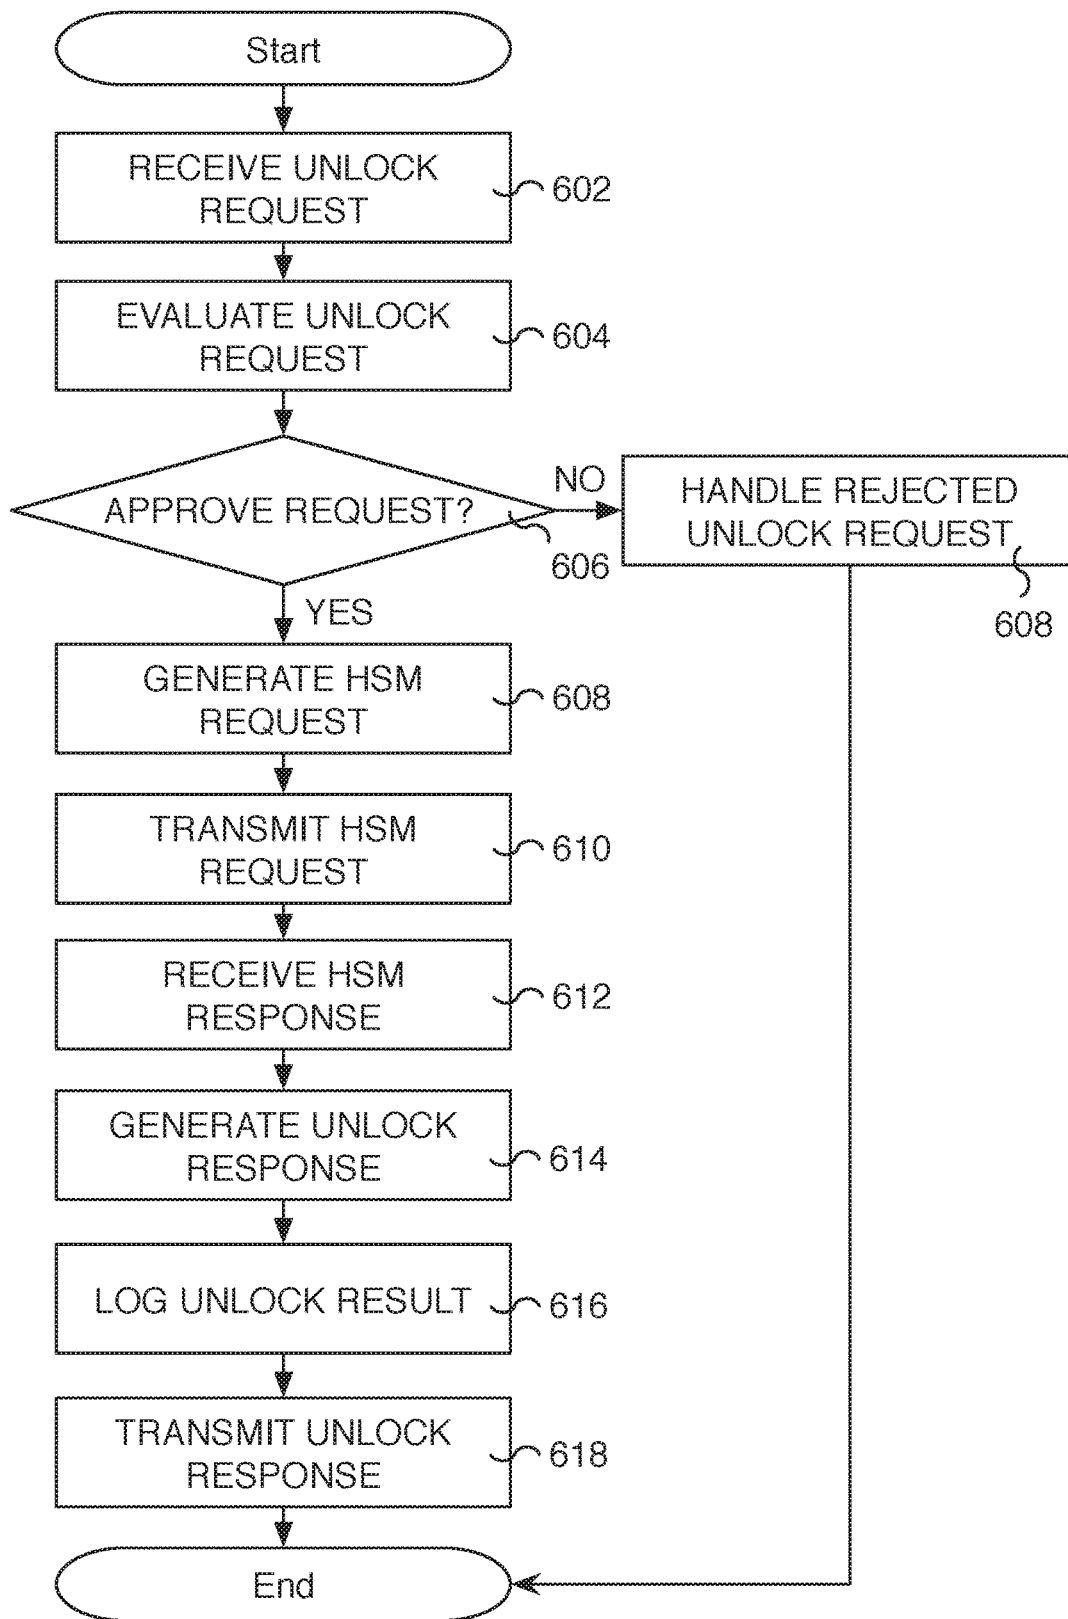 Start
RECEIVE UNLOCK
REQUEST
602
EVALUATE UNLOCK
REQUEST
604
APPROVE REQUEST?
606
NO
HANDLE REJECTED
UNLOCK REQUEST
608
YES
GENERATE HSM
REQUEST
608
TRANSMIT HSM
REQUEST
610
RECEIVE HSM
RESPONSE
612
GENERATE UNLOCK
RESPONSE
614
LOG UNLOCK RESULT
616
TRANSMIT UNLOCK
RESPONSE
618
End